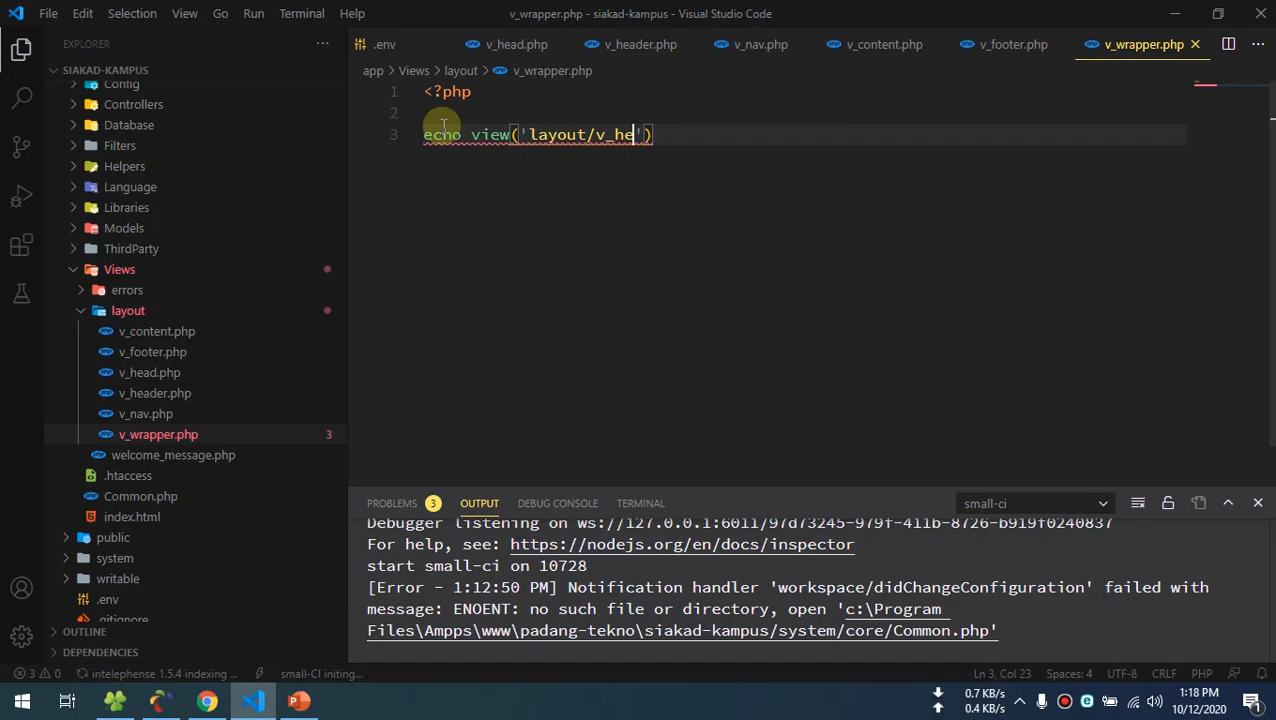 File Edit Selection View Go Run Terminal Help
v_wrapper.php - siakad-kampus - Visual Studio Code
EXPLORER
SIAKAD-KAMPUS
Config
Controllers
Database
Filters
Helpers
Language
Libraries
Models
ThirdParty
Views
errors
layout
v_content.php
v_footer.php
v_head.php
v_header.php
v_nav.php
v_wrapper.php 3
welcome_message.php
.htaccess
Common.php
index.html
public
system
writable
.env
.gitignore
OUTLINE
DEPENDENCIES
.env v_head.php v_header.php v_nav.php v_content.php v_footer.php v_wrapper.php
app > Views > layout > v_wrapper.php
1 <?php
2
3 echo view('layout/v_he')
PROBLEMS 3 OUTPUT DEBUG CONSOLE TERMINAL small-ci
Debugger listening on ws://127.0.0.1:6011/97d73245-979f-411b-8726-b919f0240837
For help, see: https://nodejs.org/en/docs/inspector
start small-ci on 10728
[Error - 1:12:50 PM] Notification handler 'workspace/didChangeConfiguration' failed with
message: ENOENT: no such file or directory, open 'c:\Program
Files\Ampps\www\padang-tekno\siakad-kampus\system/core/Common.php'
3 0 intelephense 1.5.4 indexing ... small-CI initing... Ln 3, Col 23 Spaces: 4 UTF-8 CRLF PHP
0.7 KB/s
0.4 KB/s
1:18 PM
10/12/2020
1